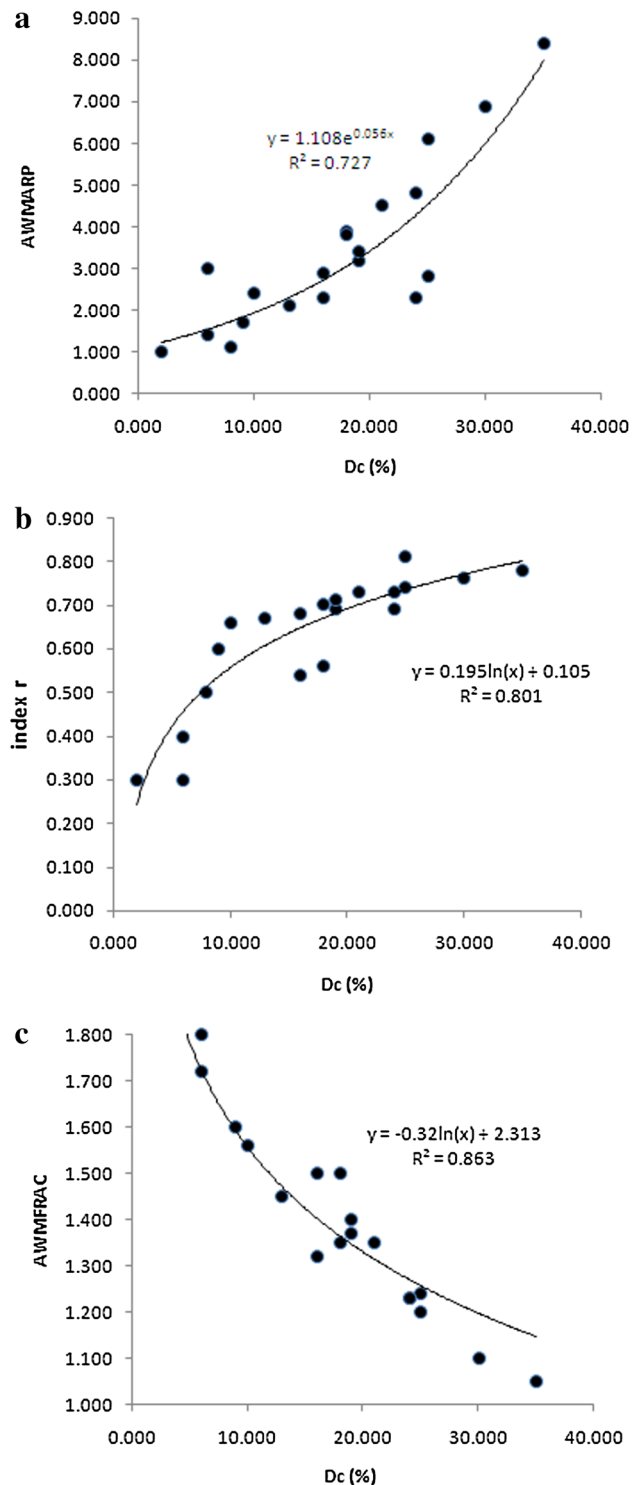 a
9.000
8.000
7.000
6.000
5.000
4.000
3.000
2.000
1.000
0.000
AWMARP
y = 1.108e^0.056x
R² = 0.727
0.000 10.000 20.000 30.000 40.000
Dc (%)
b
0.900
0.800
0.700
0.600
0.500
0.400
0.300
0.200
0.100
0.000
index r
y = 0.195ln(x) + 0.105
R² = 0.801
0.000 10.000 20.000 30.000 40.000
Dc (%)
c
1.800
1.700
1.600
1.500
1.400
1.300
1.200
1.100
1.000
AWMFRAC
y = -0.32ln(x) + 2.313
R² = 0.863
0.000 10.000 20.000 30.000 40.000
Dc (%)